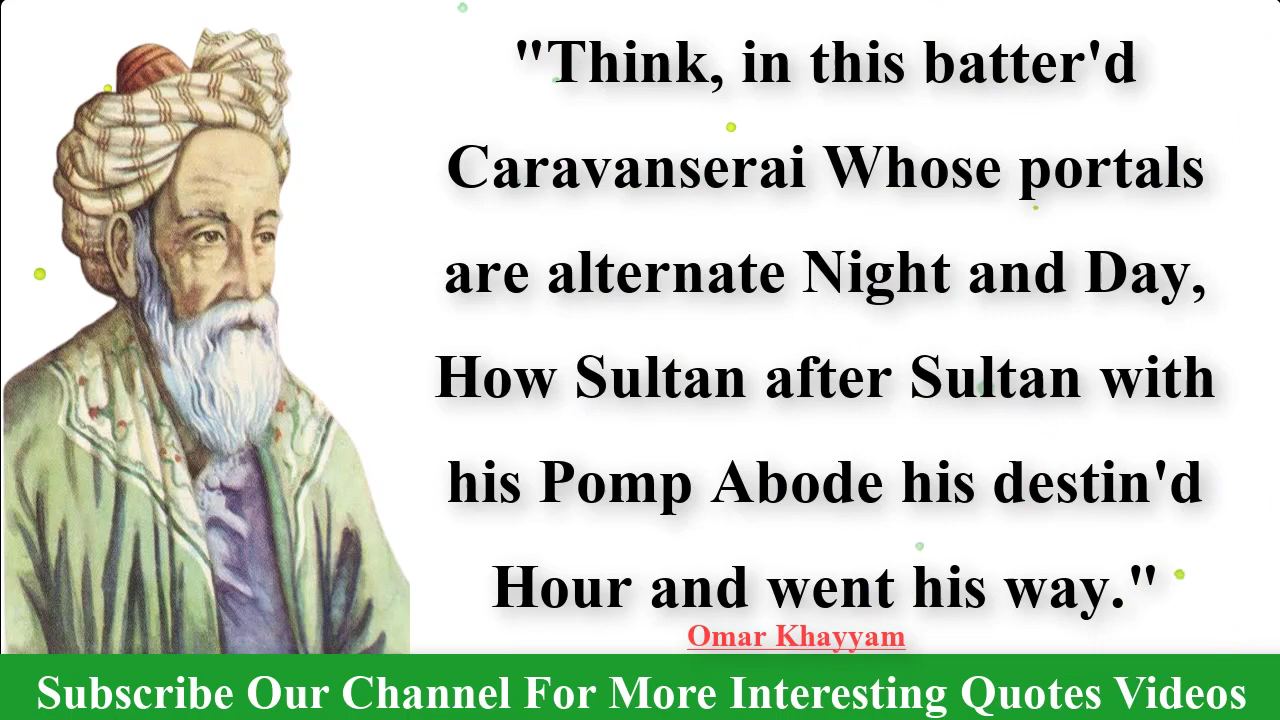 "Think, in this batter'd
Caravanserai Whose portals
are alternate Night and Day,
How Sultan after Sultan with
his Pomp Abode his destin'd
Hour and went his way."
Omar Khayyam
Subscribe Our Channel For More Interesting Quotes Videos